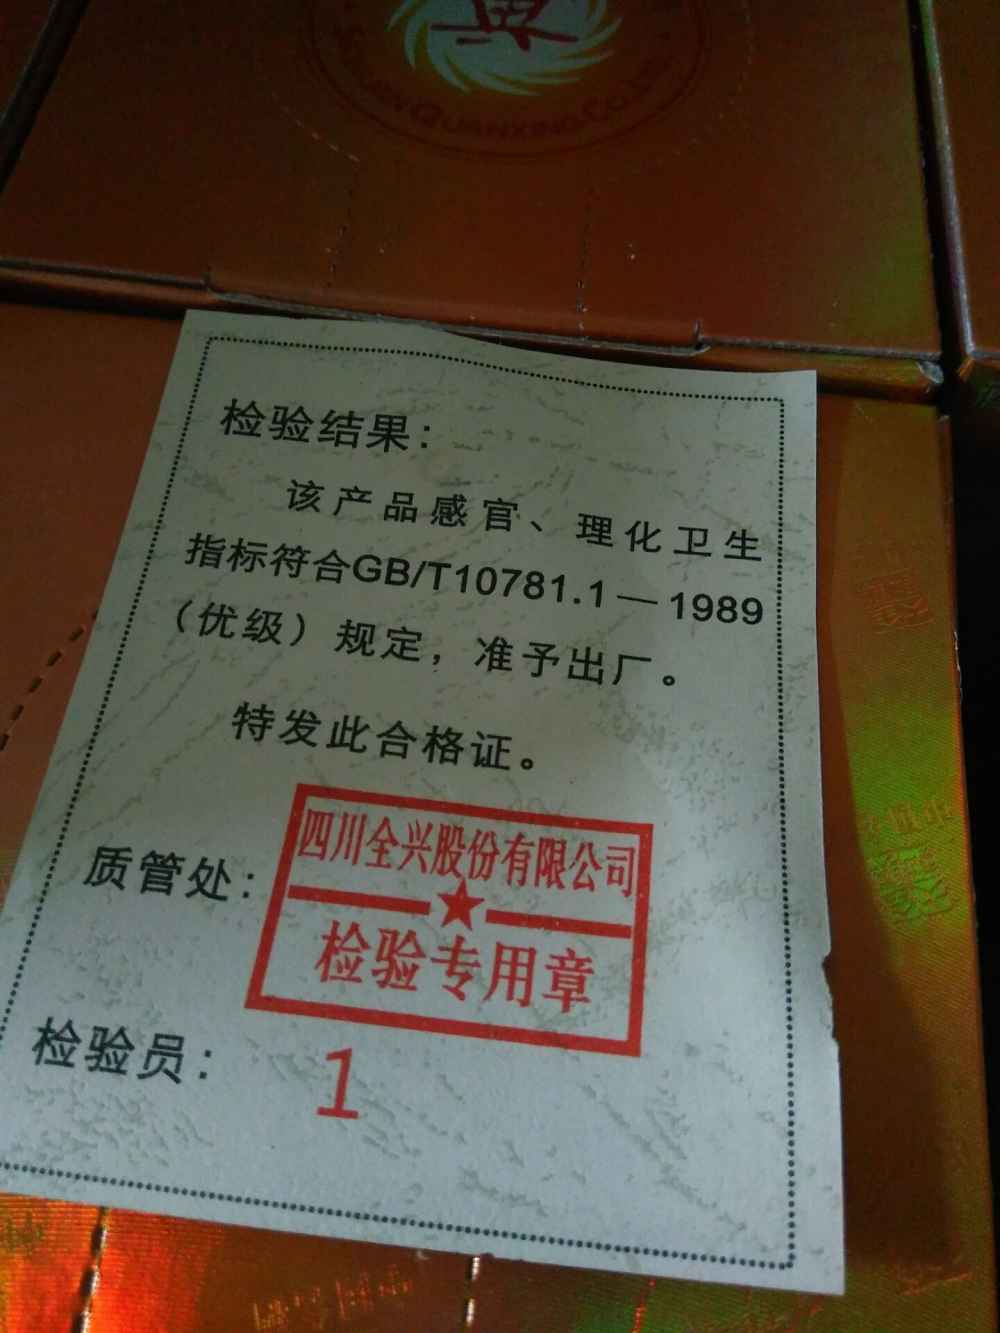 QUANXING CO.
检验结果：
该产品感官、理化卫生
指标符合GB/T10781.1—1989
（优级）规定，准予出厂。
特发此合格证。
四川全兴股份有限公司
质管处：
检验专用章
检验员：
1